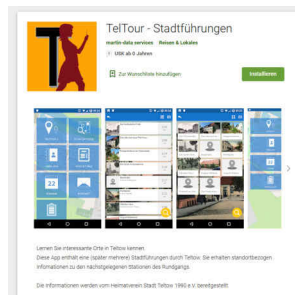 TelTour - Stadtführungen
martin-data services Reisen & Lokales
USK ab 0 Jahren
Zur Wunschliste hinzufügen
Installieren
22
Lernen Sie interessante Orte in Teltow kennen.
Diese App enthält eine (später mehrere) Stadtführungen durch Teltow. Sie erhalten standortbezogen
Informationen zu den nächstgelegenen Stationen des Rundgangs.
Die Informationen werden vom Heimatverein Stadt Teltow 1990 e.V. bereitgestellt.